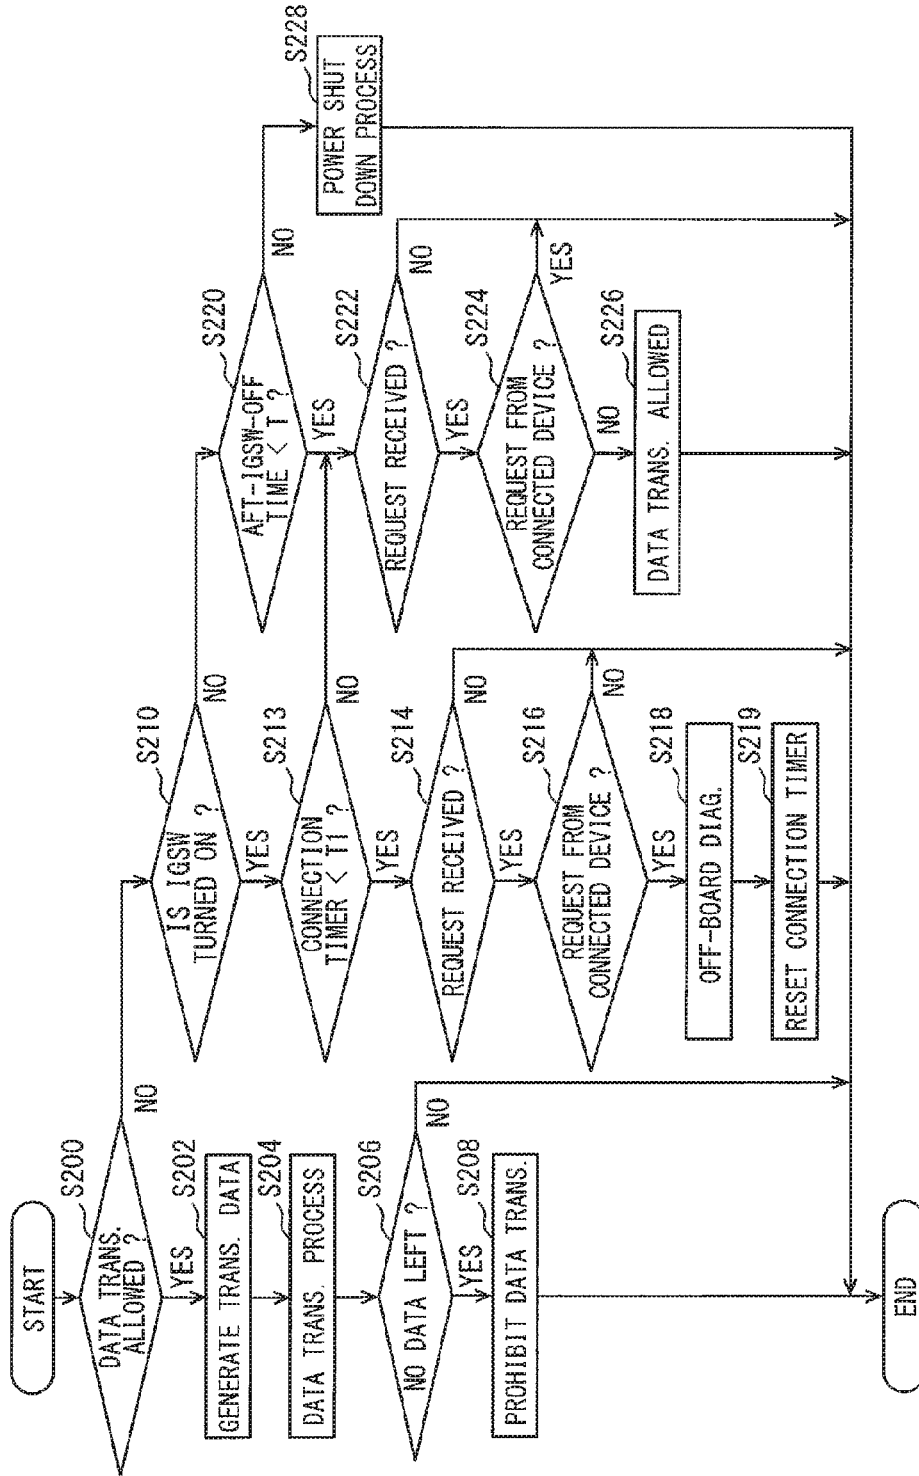 START
S200
DATA TRANS.
ALLOWED ?
NO
YES
S202
GENERATE TRANS. DATA
S204
DATA TRANS. PROCESS
S206
NO DATA LEFT ?
NO
YES
S208
PROHIBIT DATA TRANS.
S210
IS IGSW
TURNED ON ?
NO
YES
S213
CONNECTION
TIMER < T1 ?
NO
YES
S214
REQUEST RECEIVED ?
NO
YES
S216
REQUEST FROM
CONNECTED DEVICE ?
NO
YES
S218
OFF-BOARD DIAG.
S219
RESET CONNECTION TIMER
S220
AFT-IGSW-OFF
TIME < T ?
NO
YES
S222
REQUEST RECEIVED ?
NO
YES
S224
REQUEST FROM
CONNECTED DEVICE ?
YES
NO
S226
DATA TRANS. ALLOWED
S228
POWER SHUT
DOWN PROCESS
END